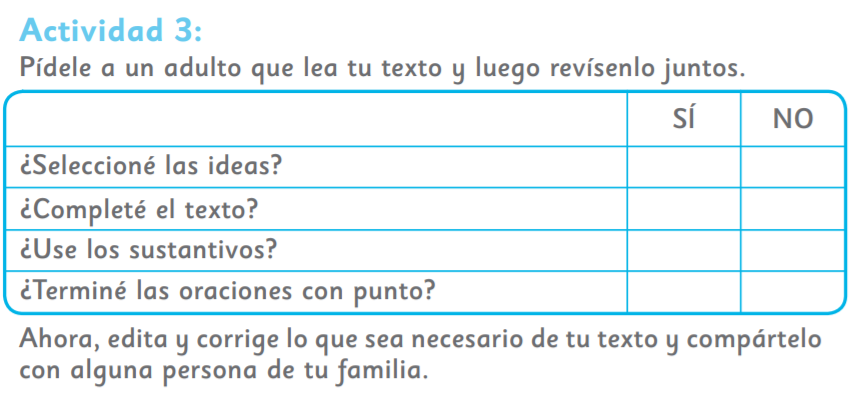 Actividad 3:
Pídele a un adulto que lea tu texto y luego revísenlo juntos.
SÍ NO
¿Seleccioné las ideas?
¿Completé el texto?
¿Use los sustantivos?
¿Terminé las oraciones con punto?
Ahora, edita y corrige lo que sea necesario de tu texto y compártelo
con alguna persona de tu familia.